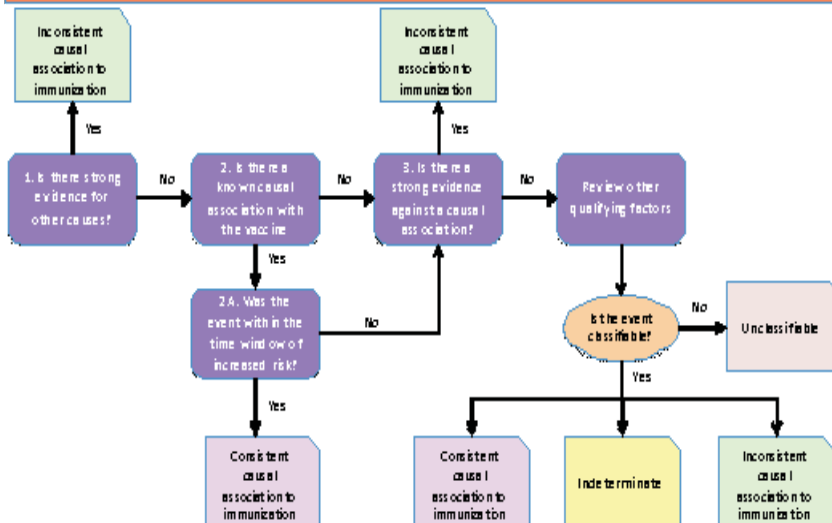 Inconsistent
causal
association to
immunization
Inconsistent
causal
association to
immunization
Yes
Yes
1. Is there strong
evidence for
other causes?
No
2. Is there a
known causal
association with
the vaccine
No
3. Is there a
strong evidence
against a causal
association?
No
Review other
qualifying factors
Yes
2A. Was the
event within the
time window of
increased risk?
No
Is the event
classifiable?
No
Unclassifiable
Yes
Yes
Consistent
causal
association to
immunization
Consistent
causal
association to
immunization
Indeterminate
Inconsistent
causal
association to
immunization